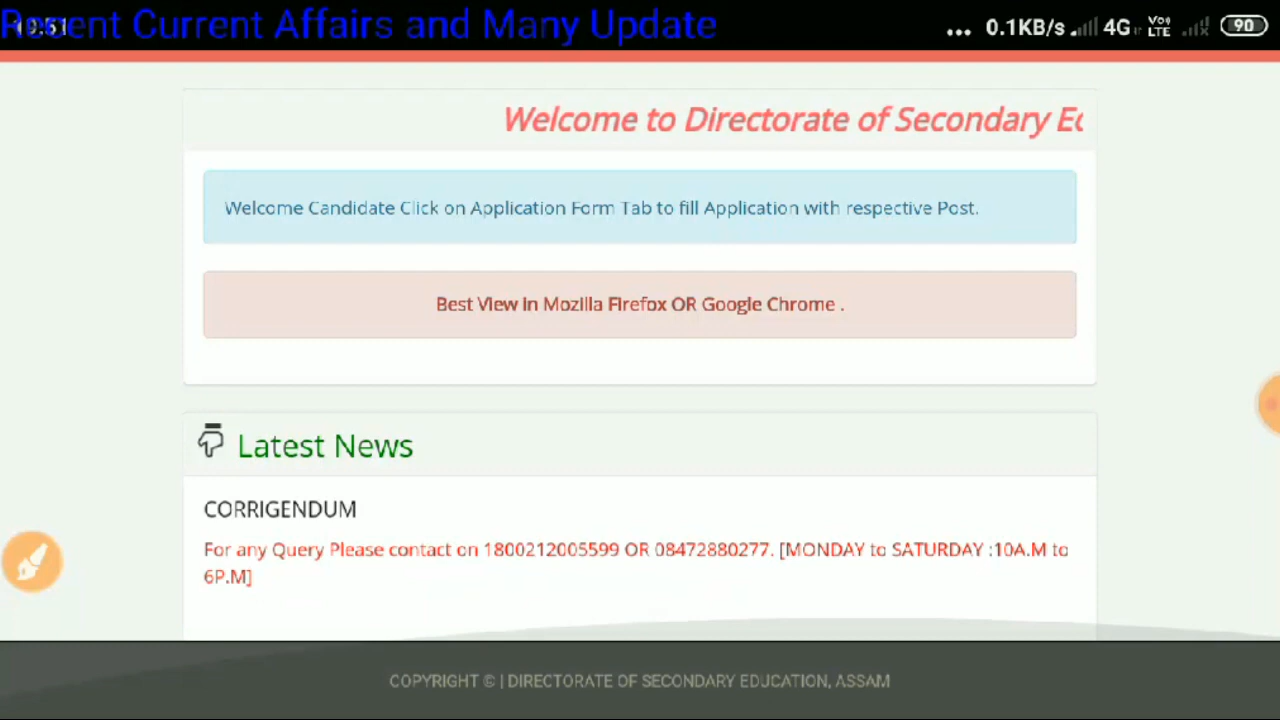 Recent Current Affairs and Many Update
... 0.1KB/s 4G Vo) LTE 90
Welcome to Directorate of Secondary
Welcome Candidate Click on Application Form Tab to fill Application with respective Post.
Best View in Mozilla Firefox OR Google Chrome .
Latest News
CORRIGENDUM
For any Query Please contact on 1800212005599 OR 08472880277. [MONDAY to SATURDAY :10A.M to
6P.M]
COPYRIGHT © | DIRECTORATE OF SECONDARY EDUCATION, ASSAM